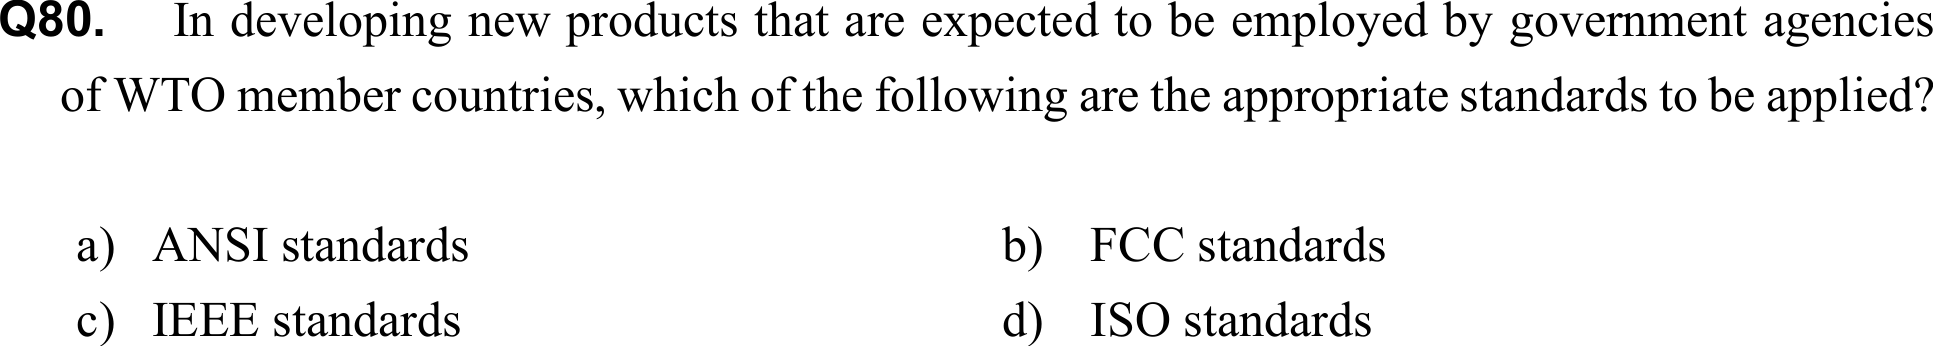 Q80. In developing new products that are expected to be employed by government agencies
of WTO member countries, which of the following are the appropriate standards to be applied?
a) ANSI standards b) FCC standards
c) IEEE standards d) ISO standards